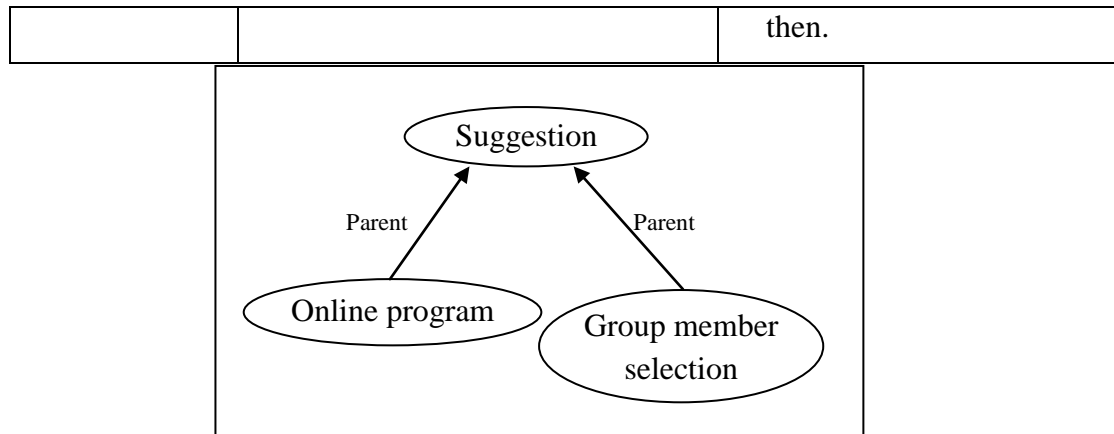 then.
Suggestion
Parent
Parent
Online program
Group member
selection